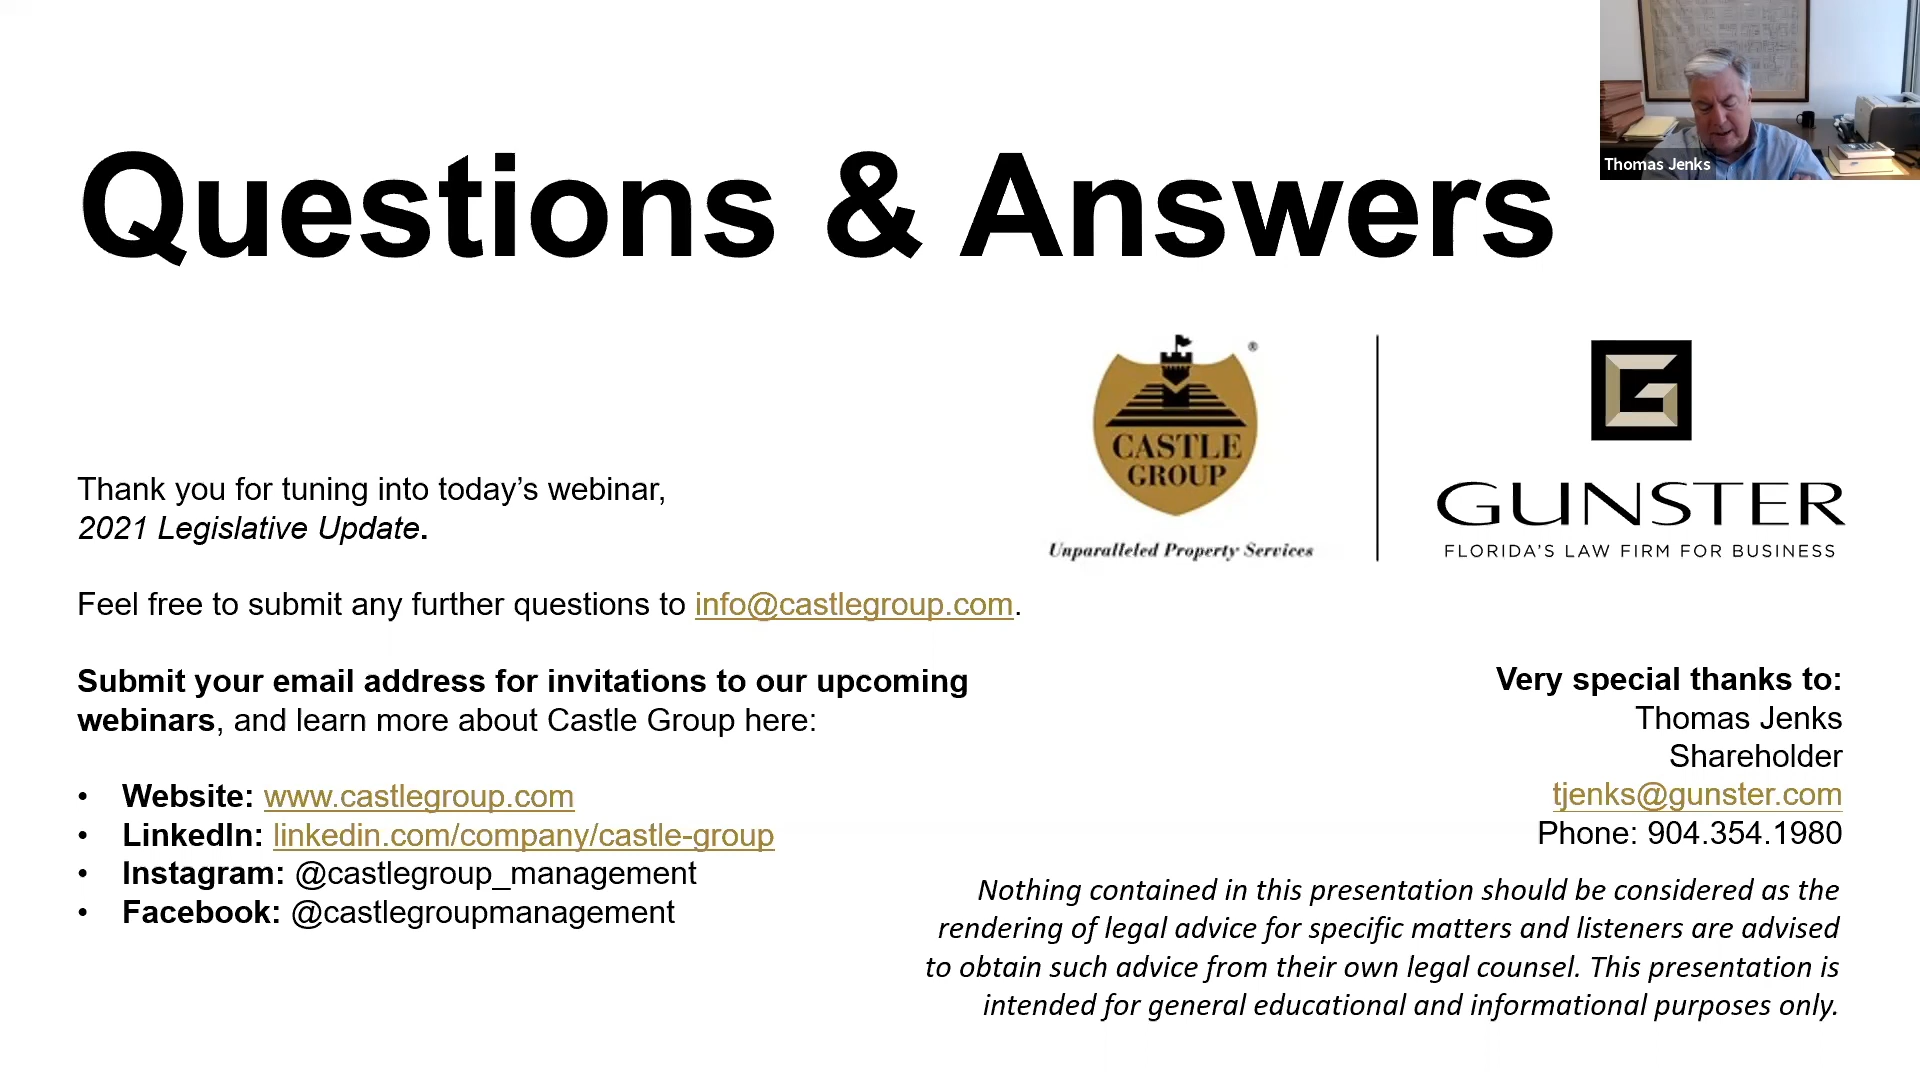 Thomas Jenks
Questions & Answers
CASTLE
GROUP
®
Unparalleled Property Services
G
GUNSTER
FLORIDA'S LAW FIRM FOR BUSINESS
Thank you for tuning into today’s webinar,
2021 Legislative Update.
Feel free to submit any further questions to info@castlegroup.com.
Submit your email address for invitations to our upcoming
webinars, and learn more about Castle Group here:
• Website: www.castlegroup.com
• LinkedIn: linkedin.com/company/castle-group
• Instagram: @castlegroup_management
• Facebook: @castlegroupmanagement
Very special thanks to:
Thomas Jenks
Shareholder
tjenks@gunster.com
Phone: 904.354.1980
Nothing contained in this presentation should be considered as the
rendering of legal advice for specific matters and listeners are advised
to obtain such advice from their own legal counsel. This presentation is
intended for general educational and informational purposes only.